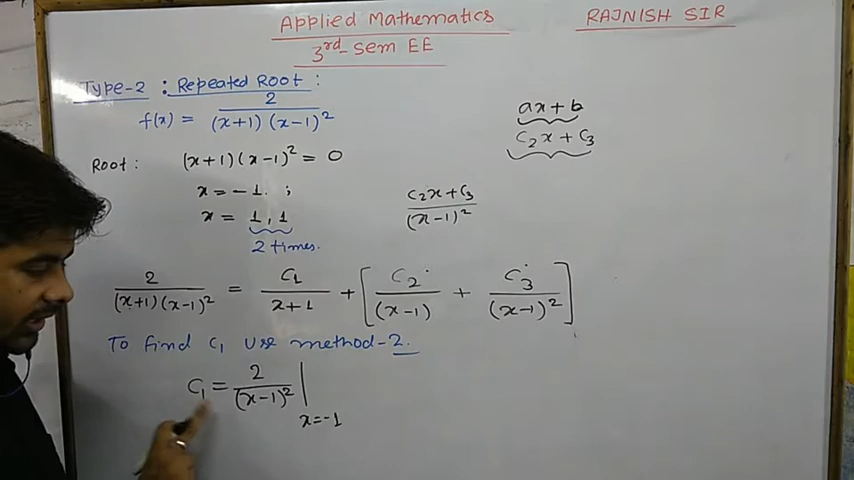 Applied Mathematics
RAJNISH SIR
3rd-Sem EE
Type-2 : Repeated Root :
f(x) = 2/((x+1)(x-1)²)
ax+b
C₂x+C₃
Root: (x+1)(x-1)² = 0
x = -1. ;
x = 1, 1
2 times.
(C₂x+C₃)/(x-1)²
2/((x+1)(x-1)²) = C₁/(x+1) + [C₂/(x-1) + C₃/(x-1)²]
To find C₁ use method-2.
C₁ = 2/(x-1)² | x=-1